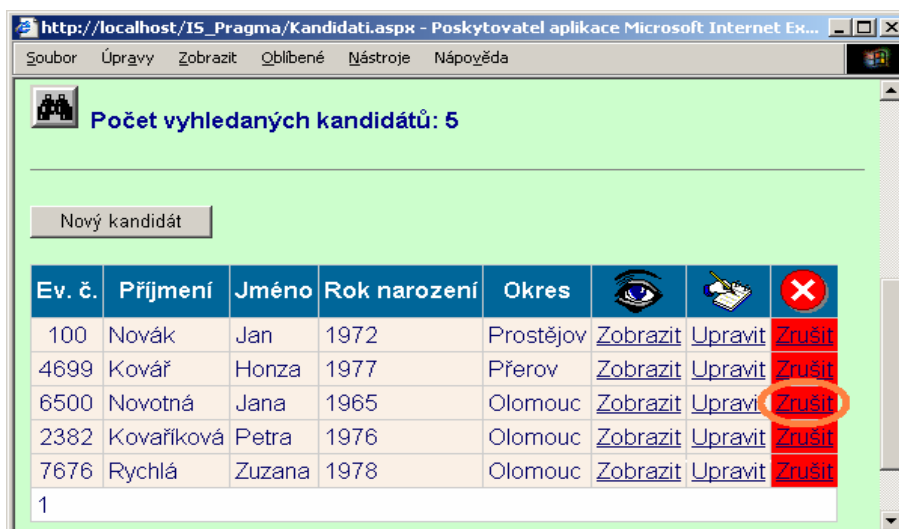 http://localhost/IS_Pragma/Kandidati.aspx - Poskytovatel aplikace Microsoft Internet Ex...
Soubor Úpravy Zobrazit Oblíbené Nástroje Nápověda
Počet vyhledaných kandidátů: 5
Nový kandidát
Ev. č. Příjmení Jméno Rok narození Okres
100 Novák Jan 1972 Prostějov Zobrazit Upravit Zrušit
4699 Kovář Honza 1977 Přerov Zobrazit Upravit Zrušit
6500 Novotná Jana 1965 Olomouc Zobrazit Upravit Zrušit
2382 Kovaříková Petra 1976 Olomouc Zobrazit Upravit Zrušit
7676 Rychlá Zuzana 1978 Olomouc Zobrazit Upravit Zrušit
1